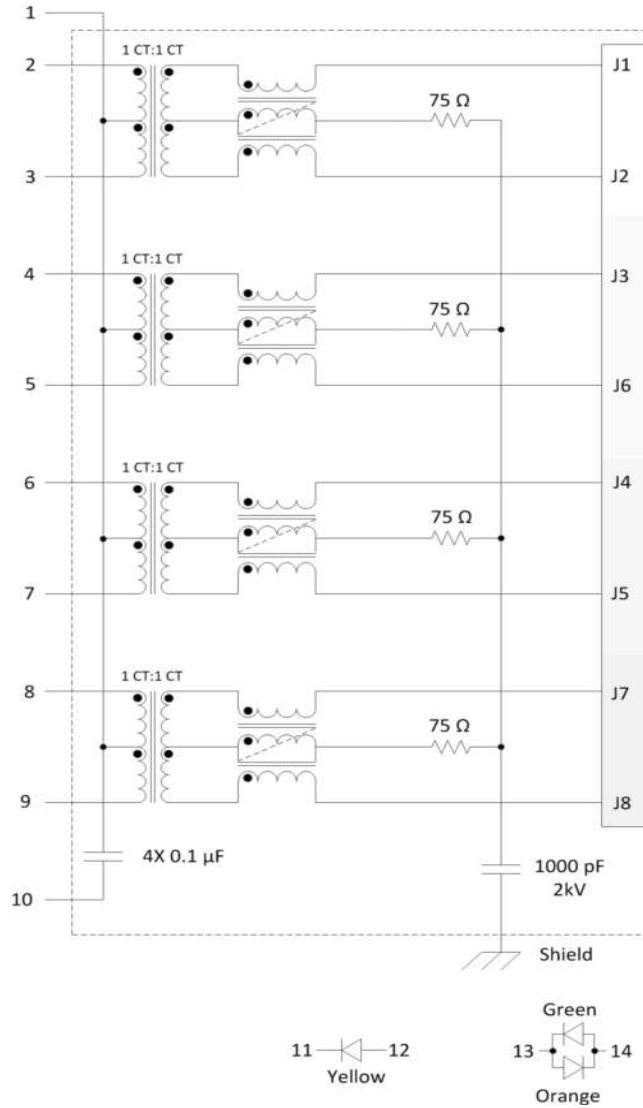 1
1 CT:1 CT
2
J1
75 Ω
3
J2
1 CT:1 CT
4
J3
75 Ω
5
J6
1 CT:1 CT
6
J4
75 Ω
7
J5
1 CT:1 CT
8
J7
75 Ω
9
J8
4X 0.1 µF
1000 pF
2kV
10
Shield
Green
11
12
13
14
Yellow
Orange